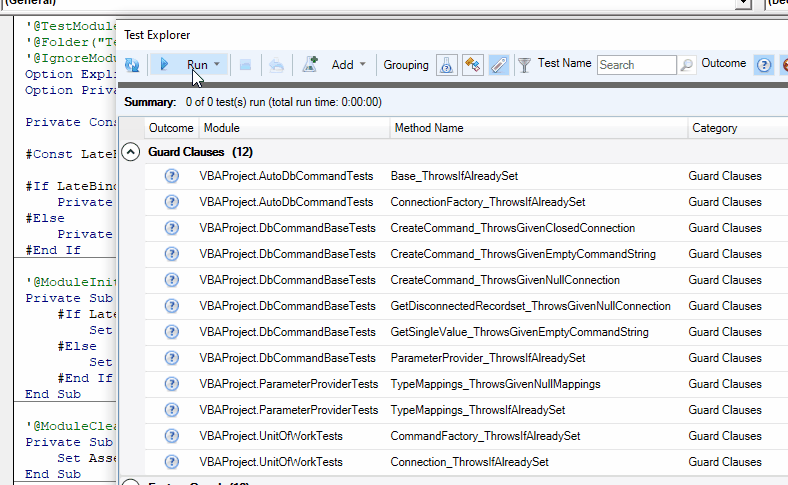 (General)
Test Explorer
Run
Add
Grouping
Test Name
Search
Outcome
Summary: 0 of 0 test(s) run (total run time: 0:00:00)
Outcome Module Method Name Category
Guard Clauses (12)
VBAProject.AutoDbCommandTests Base_ThrowsIfAlreadySet Guard Clauses
VBAProject.AutoDbCommandTests ConnectionFactory_ThrowsIfAlreadySet Guard Clauses
VBAProject.DbCommandBaseTests CreateCommand_ThrowsGivenClosedConnection Guard Clauses
VBAProject.DbCommandBaseTests CreateCommand_ThrowsGivenEmptyCommandString Guard Clauses
VBAProject.DbCommandBaseTests CreateCommand_ThrowsGivenNullConnection Guard Clauses
VBAProject.DbCommandBaseTests GetDisconnectedRecordset_ThrowsGivenNullConnection Guard Clauses
VBAProject.DbCommandBaseTests GetSingleValue_ThrowsGivenEmptyCommandString Guard Clauses
VBAProject.DbCommandBaseTests ParameterProvider_ThrowsIfAlreadySet Guard Clauses
VBAProject.ParameterProviderTests TypeMappings_ThrowsGivenNullMappings Guard Clauses
VBAProject.ParameterProviderTests TypeMappings_ThrowsIfAlreadySet Guard Clauses
VBAProject.UnitOfWorkTests CommandFactory_ThrowsIfAlreadySet Guard Clauses
VBAProject.UnitOfWorkTests Connection_ThrowsIfAlreadySet Guard Clauses
'@TestModule
'@Folder("Te
'@IgnoreModu
Option Expli
Option Priva
Private Cons
#Const LateB
#If LateBind
Private
#Else
Private
#End If
'@ModuleInit
Private Sub
#If Late
Set
#Else
Set
#End If
End Sub
'@ModuleClea
Private Sub
Set Asse
End Sub